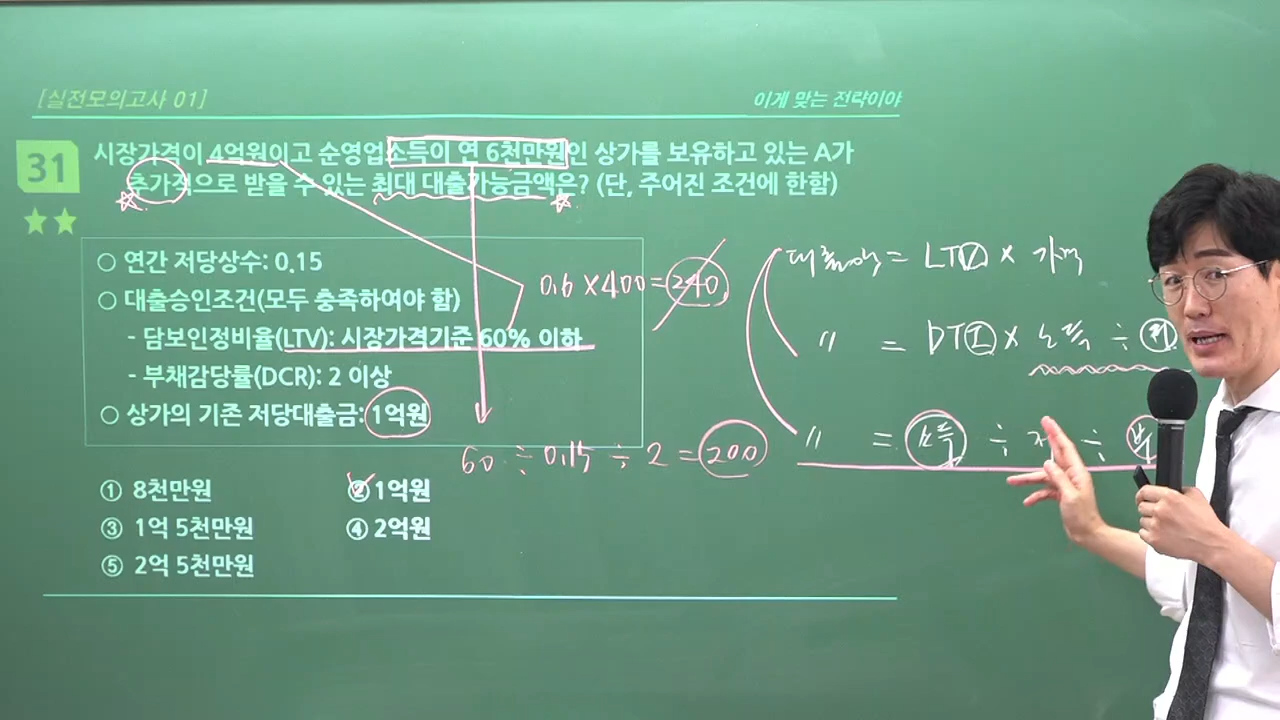 [실전모의고사 01]
이게 맞는 전략이야
31
시장가격이 4억원이고 순영업소득이 연 6천만원인 상가를 보유하고 있는 A가
추가적으로 받을 수 있는 최대 대출가능금액은? (단, 주어진 조건에 한함)
○ 연간 저당상수: 0.15
○ 대출승인조건(모두 충족하여야 함)
- 담보인정비율(LTV): 시장가격기준 60% 이하
- 부채감당률(DCR): 2 이상
○ 상가의 기존 저당대출금: 1억원
0.6 × 400 = 240
60 ÷ 0.15 ÷ 2 = 200
① 8천만원
② 1억원
③ 1억 5천만원
④ 2억원
⑤ 2억 5천만원
대출액 = LTV × 가격
〃 = DTI × 소득 ÷ 저
〃 = 소득 ÷ 저 ÷ 부